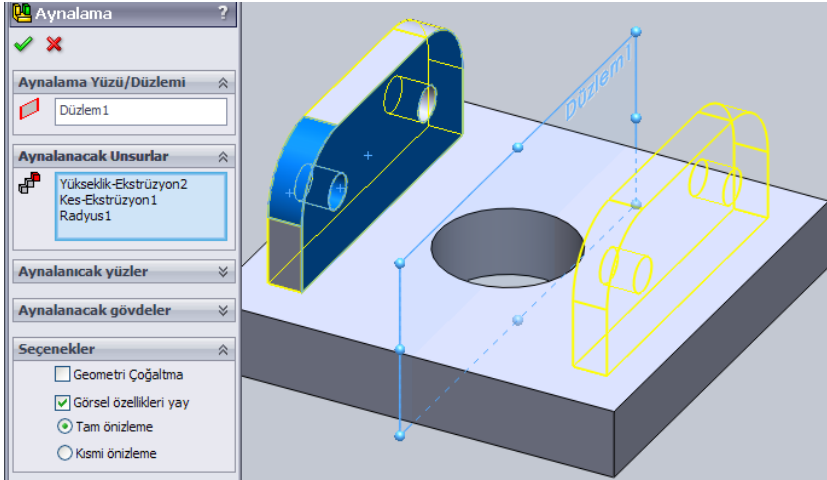 Aynalama ?
Aynalama Yüzü/Düzlemi
Düzlem1
Aynalanacak Unsurlar
Yükseklik-Ekstrüzyon2
Kes-Ekstrüzyon1
Radyus1
Aynalanıcak yüzler
Aynalanacak gövdeler
Seçenekler
Geometri Çoğaltma
Görsel özellikleri yay
Tam önizleme
Kısmi önizleme
Düzlem1